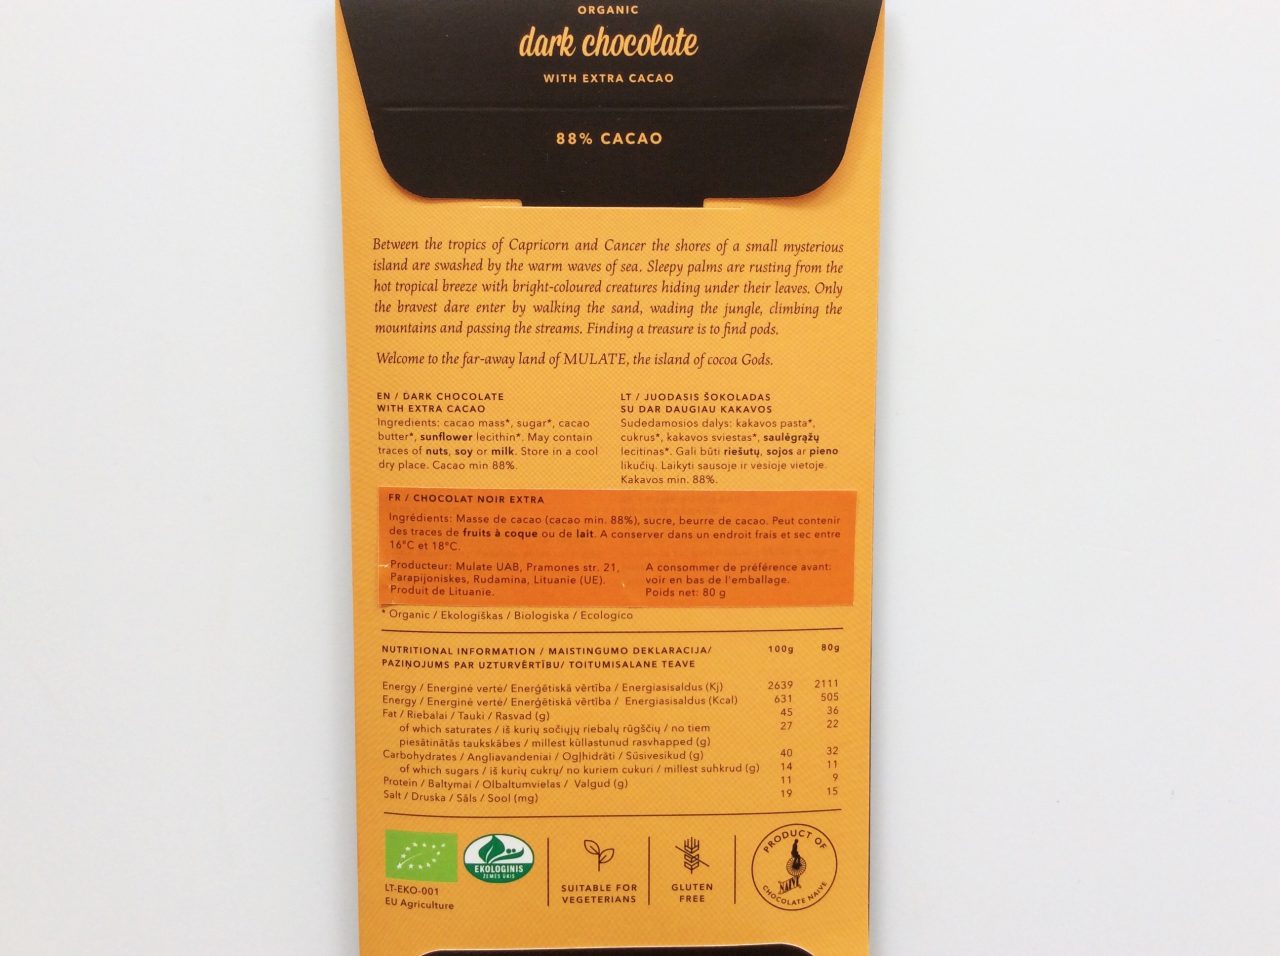 ORGANIC
dark chocolate
WITH EXTRA CACAO
88% CACAO
Between the tropics of Capricorn and Cancer the shores of a small mysterious
island are swashed by the warm waves of sea. Sleepy palms are rusting from the
hot tropical breeze with bright-coloured creatures hiding under their leaves. Only
the bravest dare enter by walking the sand, wading the jungle, climbing the
mountains and passing the streams. Finding a treasure is to find pods.
Welcome to the far-away land of MULATE, the island of cocoa Gods.
EN / DARK CHOCOLATE
WITH EXTRA CACAO
Ingredients: cacao mass*, sugar*, cacao
butter*, sunflower lecithin*. May contain
traces of nuts, soy or milk. Store in a cool
dry place. Cacao min 88%.
LT / JUODASIS ŠOKOLADAS
SU DAR DAUGIAU KAKAVOS
Sudedamosios dalys: kakavos pasta*,
cukrus*, kakavos sviestas*, saulėgrąžų
lecitinas*. Gali būti riešutų, sojos ar pieno
likučių. Laikyti sausoje ir vėsioje vietoje.
Kakavos min. 88%.
FR / CHOCOLAT NOIR EXTRA
Ingrédients: Masse de cacao (cacao min. 88%), sucre, beurre de cacao. Peut contenir
des traces de fruits à coque ou de lait. A conserver dans un endroit frais et sec entre
16°C et 18°C.
Producteur: Mulate UAB, Pramones str. 21,
Parapijoniskes, Rudamina, Lituanie (UE).
Produit de Lituanie.
A consommer de préférence avant:
voir en bas de l'emballage.
Poids net: 80 g
* Organic / Ekologiškas / Biologiska / Ecologico
NUTRITIONAL INFORMATION / MAISTINGUMO DEKLARACIJA/ 100g 80g
PAZIŅOJUMS PAR UZTURVĒRTĪBU/ TOITUMISALANE TEAVE
Energy / Energinė vertė/ Enerģētiskā vērtība / Energiasisaldus (Kj) 2639 2111
Energy / Energinė vertė/ Enerģētiskā vērtība / Energiasisaldus (Kcal) 631 505
Fat / Riebalai / Tauki / Rasvad (g) 45 36
of which saturates / iš kurių sočiųjų riebalų rūgščių / no tiem 27 22
piesātinātās taukskābes / millest küllastunud rasvhapped (g)
Carbohydrates / Angliavandeniai / Ogļhidrāti / Süsivesikud (g) 40 32
of which sugars / iš kurių cukrų/ no kuriem cukuri / millest suhkrud (g) 14 11
Protein / Baltymai / Olbaltumvielas / Valgud (g) 11 9
Salt / Druska / Sāls / Sool (mg) 19 15
LT-EKO-001
EU Agriculture
EKOLOGINIS
ŽEMĖS ŪKIS
SUITABLE FOR
VEGETERIANS
GLUTEN
FREE
PRODUCT OF
NAIVE
CHOCOLATE NAIVE